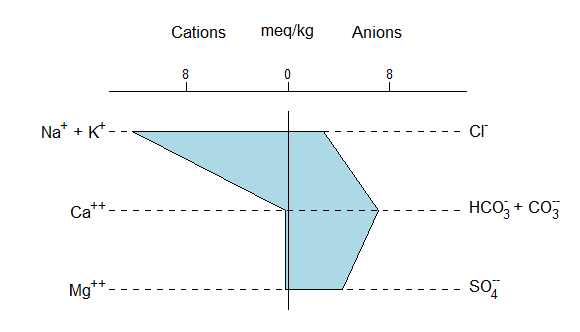 Cations meq/kg Anions
8 0 8
Na⁺ + K⁺ Cl⁻
Ca⁺⁺ HCO₃⁻ + CO₃⁻⁻
Mg⁺⁺ SO₄⁻⁻